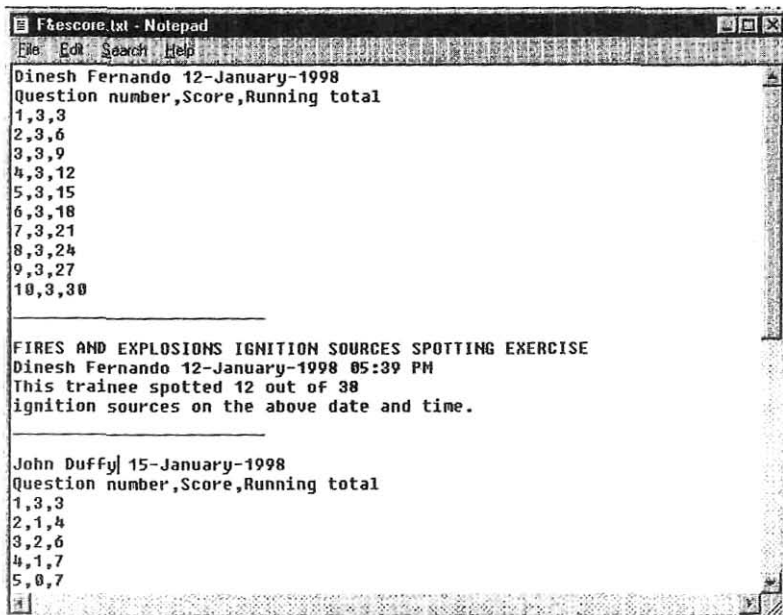 F&escore.txt - Notepad
File Edit Search Help
Dinesh Fernando 12-January-1998
Question number,Score,Running total
1,3,3
2,3,6
3,3,9
4,3,12
5,3,15
6,3,18
7,3,21
8,3,24
9,3,27
10,3,30
FIRES AND EXPLOSIONS IGNITION SOURCES SPOTTING EXERCISE
Dinesh Fernando 12-January-1998 05:39 PM
This trainee spotted 12 out of 38
ignition sources on the above date and time.
John Duffy 15-January-1998
Question number,Score,Running total
1,3,3
2,1,4
3,2,6
4,1,7
5,0,7